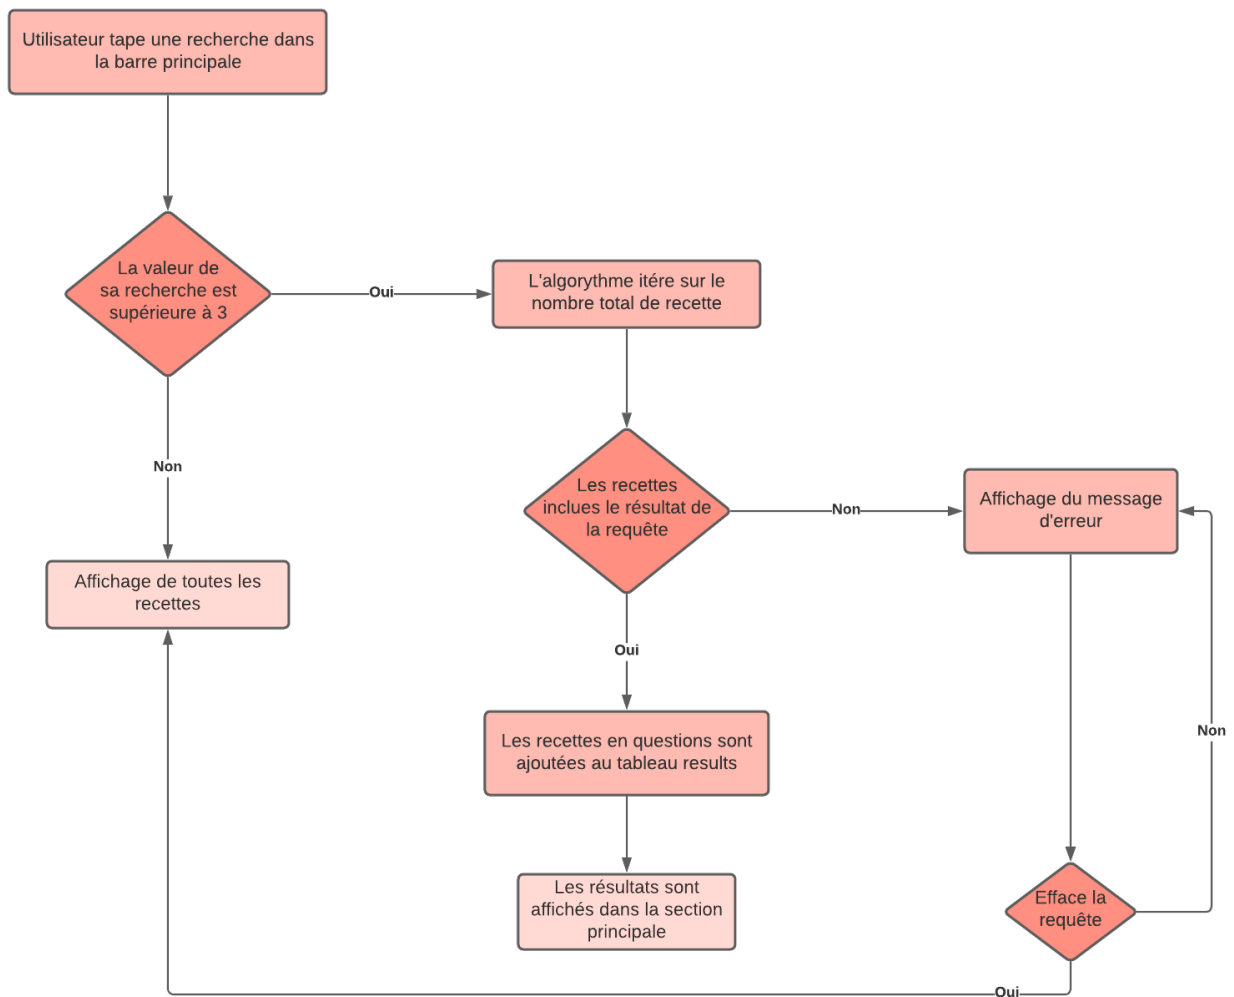 Utilisateur tape une recherche dans
la barre principale
La valeur de
sa recherche est
supérieure à 3
Oui
L'algorythme itére sur le
nombre total de recette
Non
Les recettes
inclues le résultat de
la requête
Non
Affichage du message
d'erreur
Affichage de toutes les
recettes
Oui
Les recettes en questions sont
ajoutées au tableau results
Non
Les résultats sont
affichés dans la section
principale
Efface la
requête
Oui